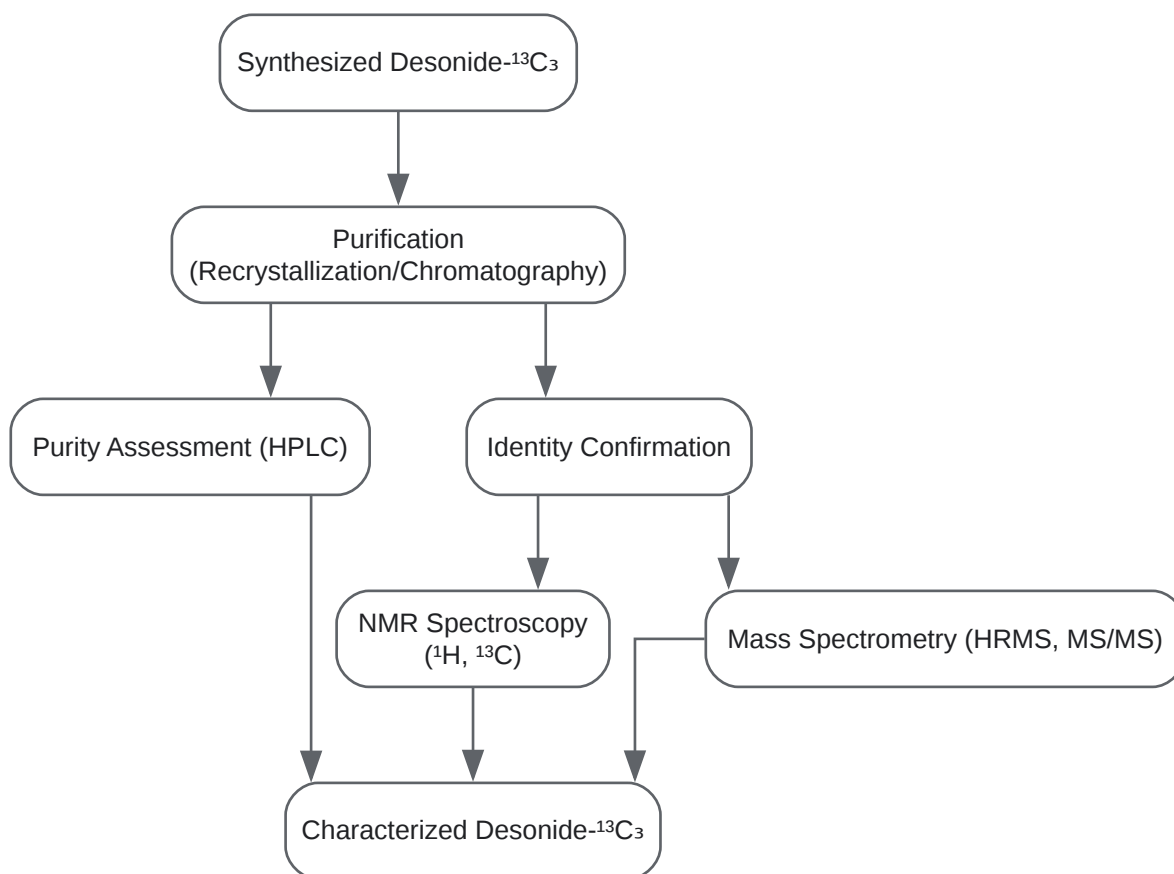 Synthesized Desonide-¹³C₃
Purification
(Recrystallization/Chromatography)
Purity Assessment (HPLC)
Identity Confirmation
NMR Spectroscopy
(¹H, ¹³C)
Mass Spectrometry (HRMS, MS/MS)
Characterized Desonide-¹³C₃